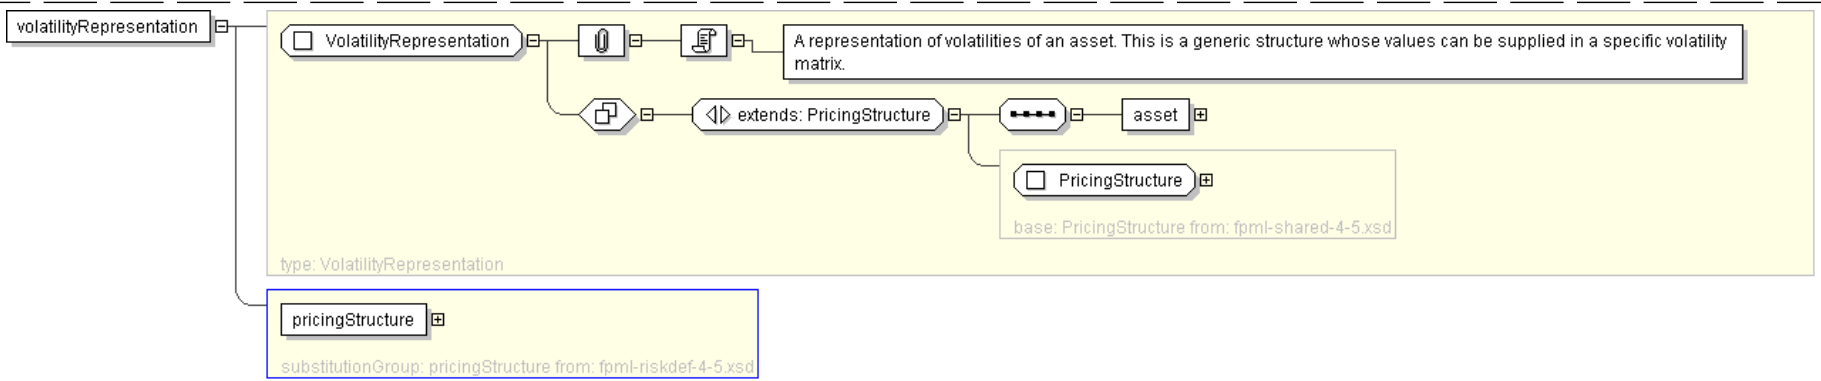 volatilityRepresentation
VolatilityRepresentation
A representation of volatilities of an asset. This is a generic structure whose values can be supplied in a specific volatility
matrix.
extends: PricingStructure
asset
PricingStructure
base: PricingStructure from: fpml-shared-4-5.xsd
type: VolatilityRepresentation
pricingStructure
substitutionGroup: pricingStructure from: fpml-riskdef-4-5.xsd